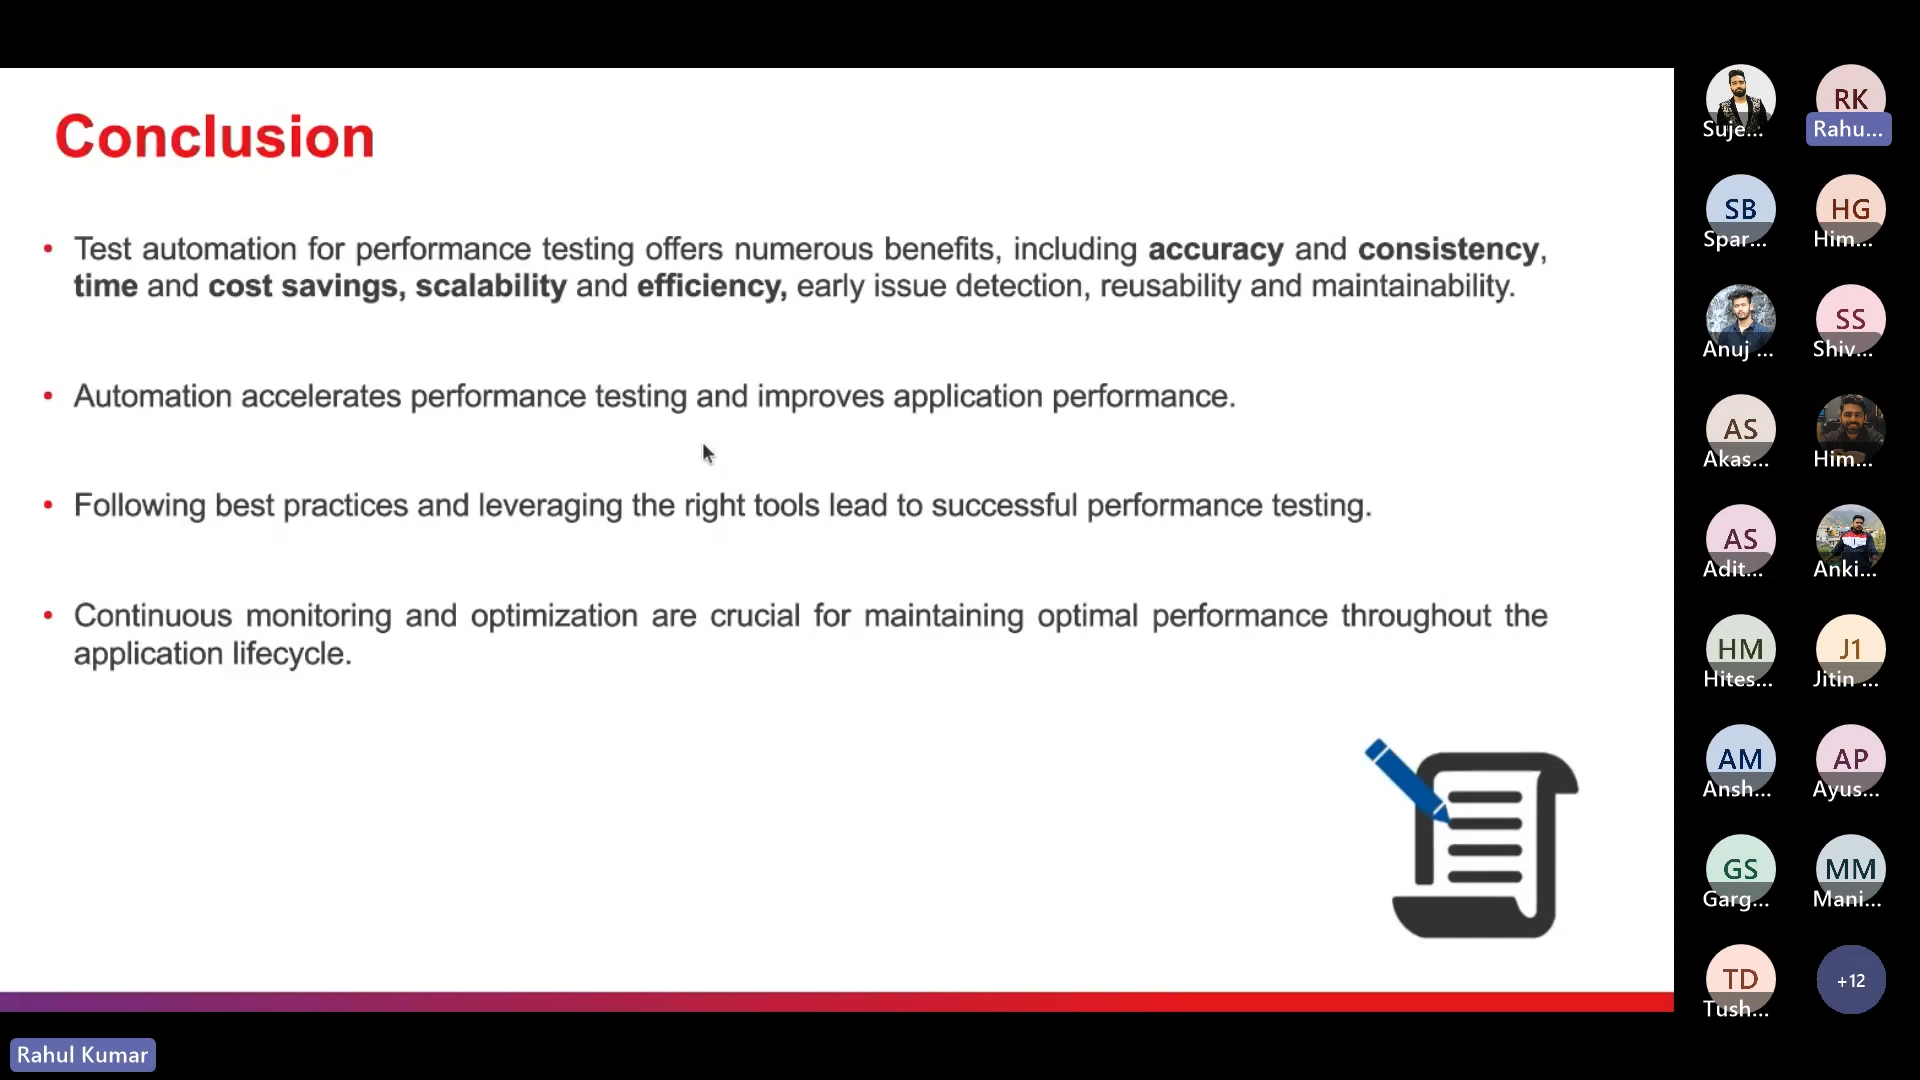 Conclusion
• Test automation for performance testing offers numerous benefits, including accuracy and consistency,
time and cost savings, scalability and efficiency, early issue detection, reusability and maintainability.
• Automation accelerates performance testing and improves application performance.
• Following best practices and leveraging the right tools lead to successful performance testing.
• Continuous monitoring and optimization are crucial for maintaining optimal performance throughout the
application lifecycle.
Rahul Kumar
Suje...
RK
Rahu...
SB
Spar...
HG
Him...
Anuj ...
SS
Shiv...
AS
Akas...
Him...
AS
Adit...
Anki...
HM
Hites...
J1
Jitin ...
AM
Ansh...
AP
Ayus...
GS
Garg...
MM
Mani...
TD
Tush...
+12